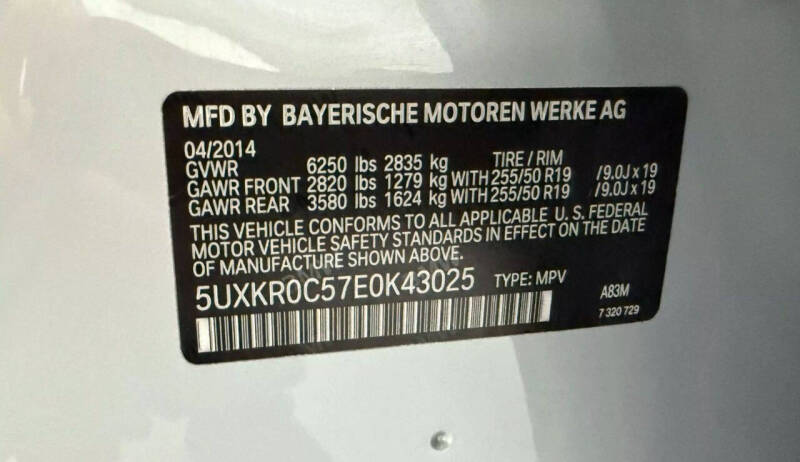 MFD BY BAYERISCHE MOTOREN WERKE AG
04/2014
GVWR 6250 lbs 2835 kg TIRE / RIM
GAWR FRONT 2820 lbs 1279 kg WITH 255/50 R19 /9.0J x 19
GAWR REAR 3580 lbs 1624 kg WITH 255/50 R19 /9.0J x 19
THIS VEHICLE CONFORMS TO ALL APPLICABLE U.S. FEDERAL
MOTOR VEHICLE SAFETY STANDARDS IN EFFECT ON THE DATE
OF MANUFACTURE SHOWN ABOVE.
5UXKR0C57E0K43025 TYPE: MPV A83M
7 320 729